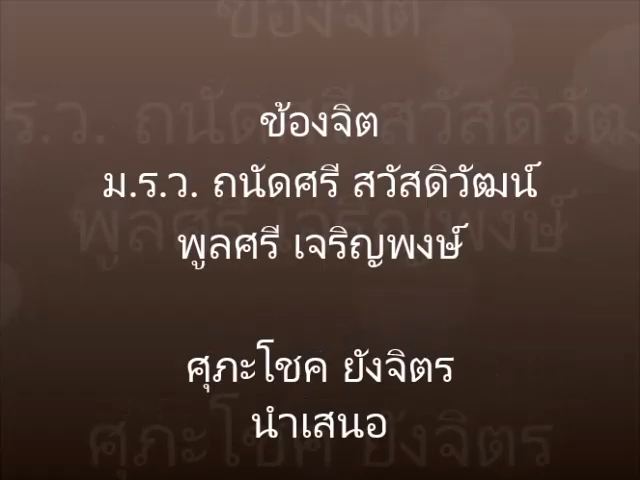 ข้องจิต
ม.ร.ว. ถนัดศรี สวัสดิวัฒน์
พูลศรี เจริญพงษ์
ศุภะโชค ยังจิตร
นำเสนอ